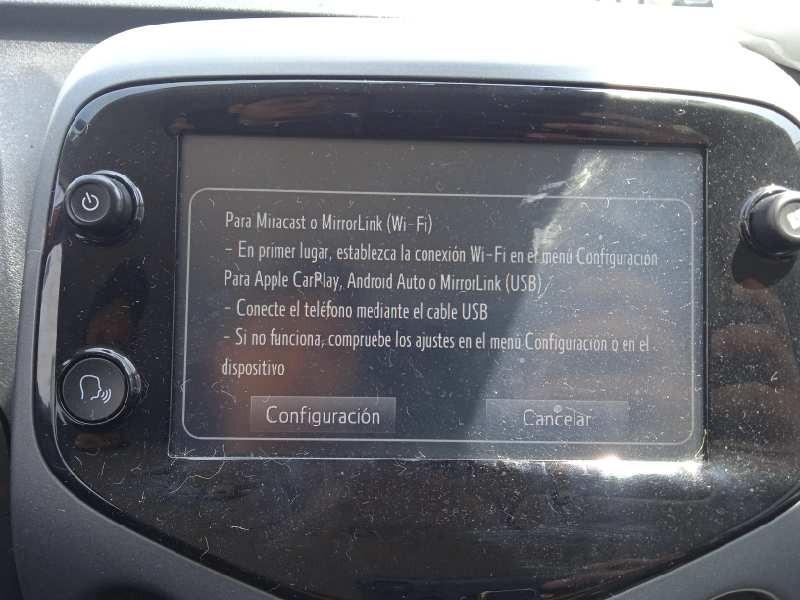 Para Miracast o MirrorLink (Wi-Fi)
- En primer lugar, establezca la conexión Wi-Fi en el menú Configuración
Para Apple CarPlay, Android Auto o MirrorLink (USB)
- Conecte el teléfono mediante el cable USB
- Si no funciona, compruebe los ajustes en el menú Configuración o en el
dispositivo
Configuración Cancelar